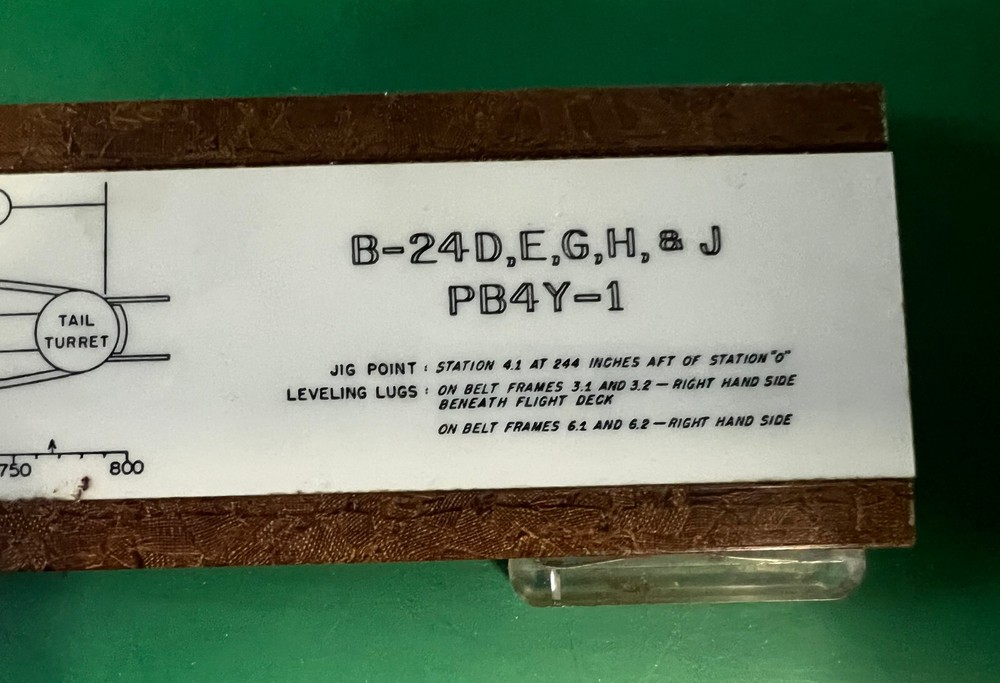 B-24D,E,G,H, & J
PB4Y-1
TAIL
TURRET
JIG POINT : STATION 4.1 AT 244 INCHES AFT OF STATION "O"
LEVELING LUGS : ON BELT FRAMES 3.1 AND 3.2 — RIGHT HAND SIDE
BENEATH FLIGHT DECK
ON BELT FRAMES 6.1 AND 6.2 — RIGHT HAND SIDE
750 800